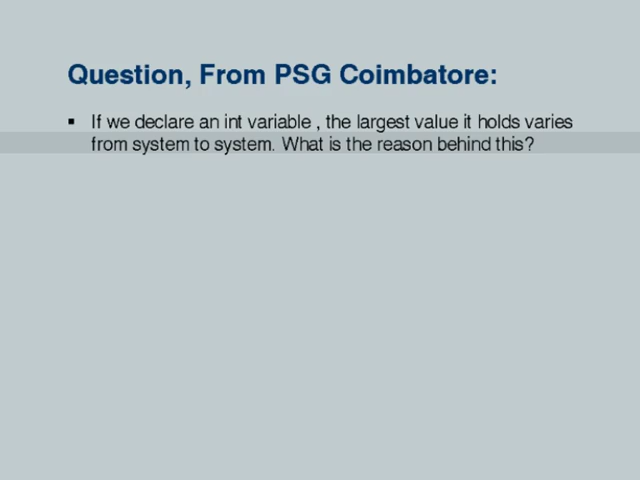 Question, From PSG Coimbatore:
▪ If we declare an int variable , the largest value it holds varies
from system to system. What is the reason behind this?